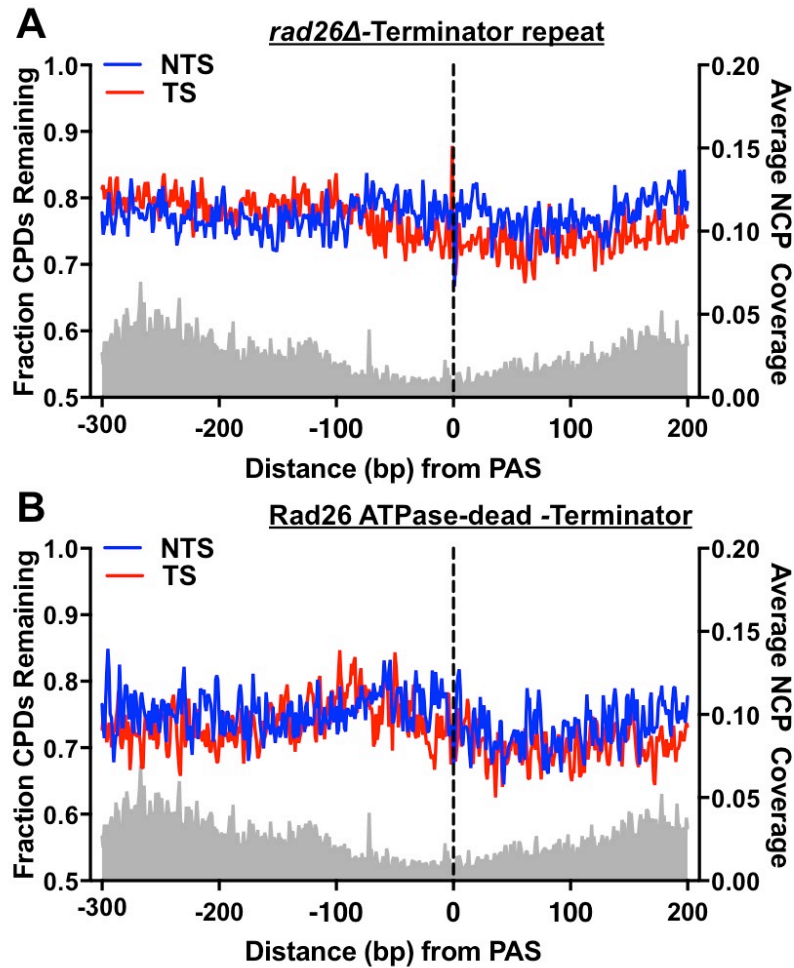 A
rad26Δ-Terminator repeat
NTS
TS
1.0
0.9
0.8
0.7
0.6
0.5
Fraction CPDs Remaining
0.20
0.15
0.10
0.05
0.00
Average NCP Coverage
-300
-200
-100
0
100
200
Distance (bp) from PAS
B
Rad26 ATPase-dead -Terminator
NTS
TS
1.0
0.9
0.8
0.7
0.6
0.5
Fraction CPDs Remaining
0.20
0.15
0.10
0.05
0.00
Average NCP Coverage
-300
-200
-100
0
100
200
Distance (bp) from PAS